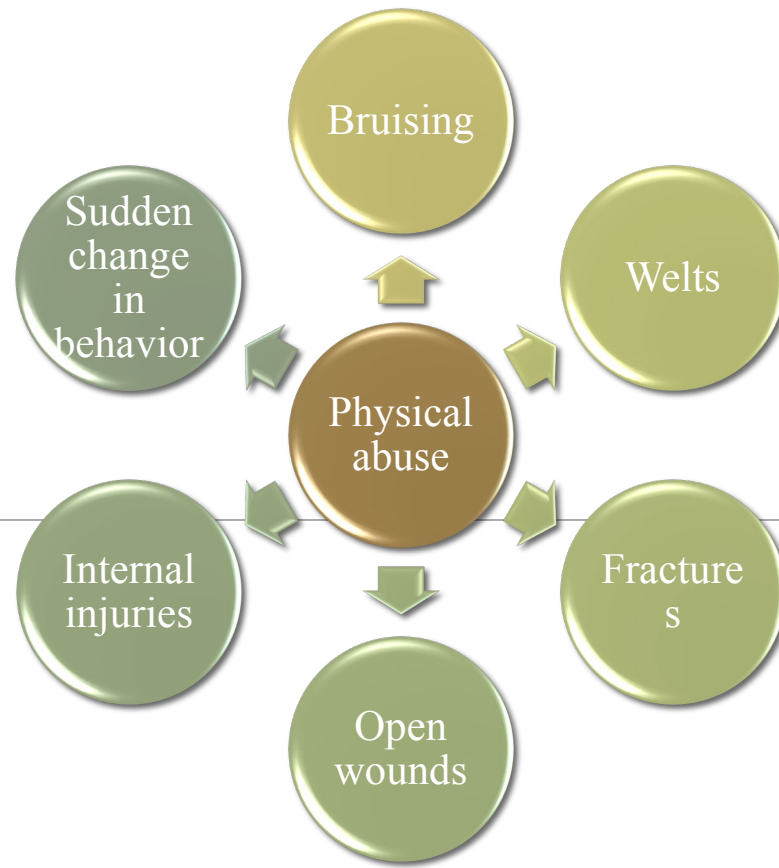 Bruising
Welts
Fracture
s
Open
wounds
Internal
injuries
Sudden
change
in
behavior
Physical
abuse